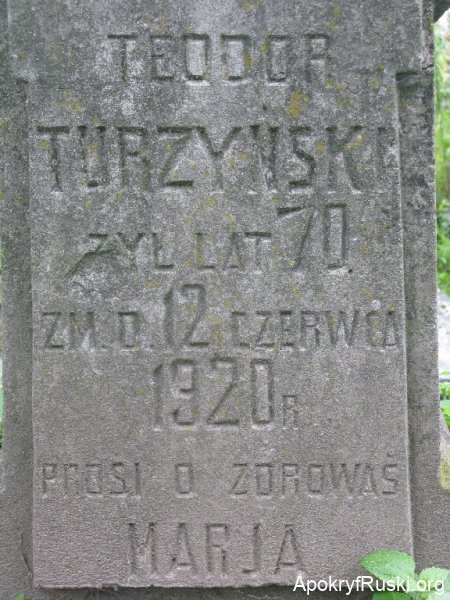 TEODOR
TURZYŃSKI
ŻYŁ LAT 70.
ZM. D. 12 CZERWCA
1920 R
PROSI O ZDROWAŚ
MARJA
ApokryfRuski.org